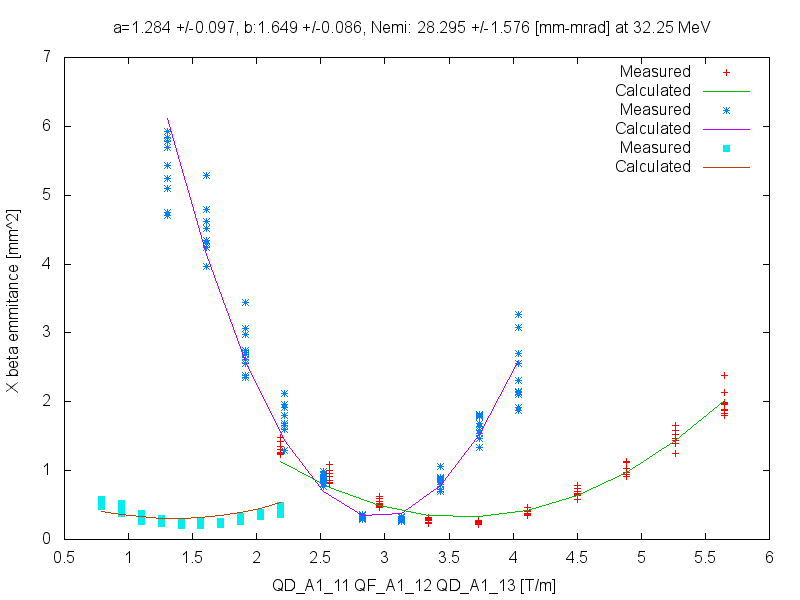 a=1.284 +/-0.097, b:1.649 +/-0.086, Nemi: 28.295 +/-1.576 [mm-mrad] at 32.25 MeV
Measured
Calculated
Measured
Calculated
Measured
Calculated
7
6
5
4
3
2
1
0
X beta emmitance [mm^2]
0.5 1 1.5 2 2.5 3 3.5 4 4.5 5 5.5 6
QD_A1_11 QF_A1_12 QD_A1_13 [T/m]